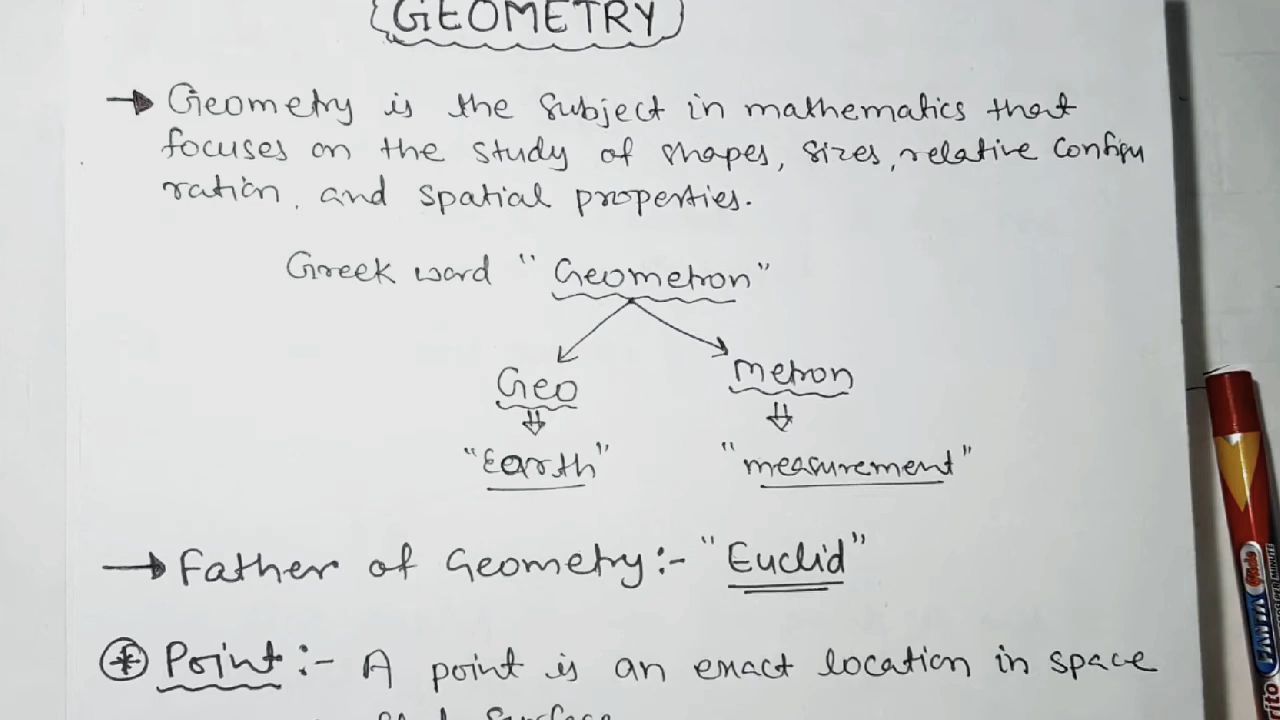 GEOMETRY
→ Geometry is the subject in mathematics that
focuses on the study of shapes, sizes, relative configu
ration, and spatial properties.
Greek word "Geometron"
Geo metron
"Earth" "measurement"
→ Father of Geometry:- "Euclid"
* Point:- A point is an exact location in space
surface
FANTA